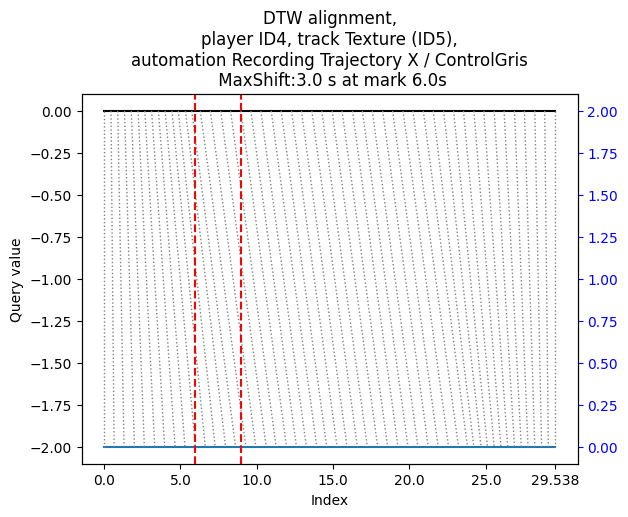 DTW alignment,
player ID4, track Texture (ID5),
automation Recording Trajectory X / ControlGris
MaxShift:3.0 s at mark 6.0s
0.00
−0.25
−0.50
−0.75
−1.00
−1.25
−1.50
−1.75
−2.00
Query value
2.00
1.75
1.50
1.25
1.00
0.75
0.50
0.25
0.00
0.0 5.0 10.0 15.0 20.0 25.0 29.538
Index